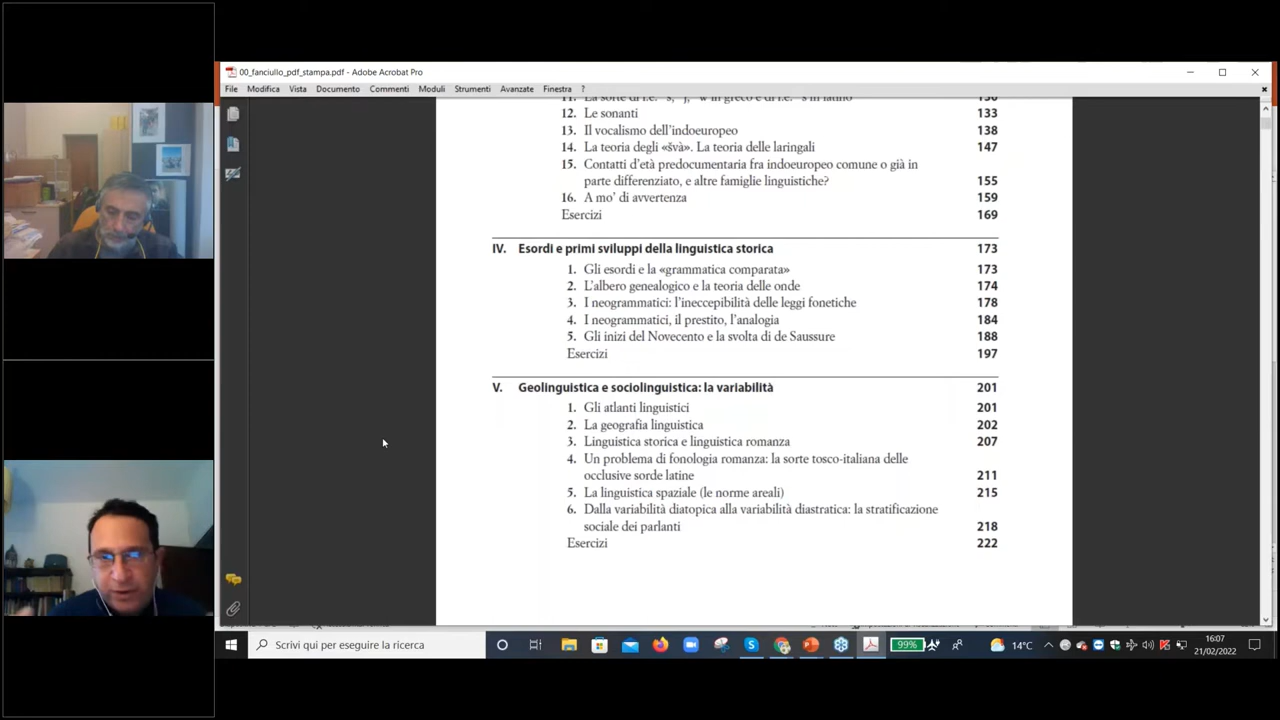 00_fanciullo_pdf_stampa.pdf - Adobe Acrobat Pro
File Modifica Vista Documento Commenti Moduli Strumenti Avanzate Finestra ?
12. Le sonanti 133
13. Il vocalismo dell'indoeuropeo 138
14. La teoria degli «švà». La teoria delle laringali 147
15. Contatti d'età predocumentaria fra indoeuropeo comune o già in
parte differenziato, e altre famiglie linguistiche? 155
16. A mo' di avvertenza 159
Esercizi 169
IV. Esordi e primi sviluppi della linguistica storica 173
1. Gli esordi e la «grammatica comparata» 173
2. L'albero genealogico e la teoria delle onde 174
3. I neogrammatici: l'ineccepibilità delle leggi fonetiche 178
4. I neogrammatici, il prestito, l'analogia 184
5. Gli inizi del Novecento e la svolta di de Saussure 188
Esercizi 197
V. Geolinguistica e sociolinguistica: la variabilità 201
1. Gli atlanti linguistici 201
2. La geografia linguistica 202
3. Linguistica storica e linguistica romanza 207
4. Un problema di fonologia romanza: la sorte tosco-italiana delle
occlusive sorde latine 211
5. La linguistica spaziale (le norme areali) 215
6. Dalla variabilità diatopica alla variabilità diastratica: la stratificazione
sociale dei parlanti 218
Esercizi 222
Scrivi qui per eseguire la ricerca
99%
14°C
16:07
21/02/2022